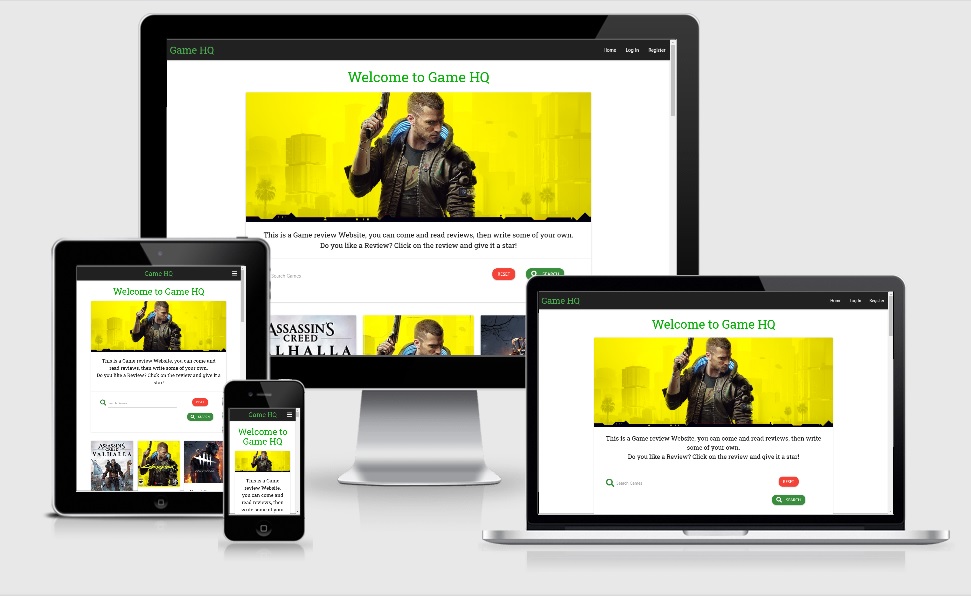 Game HQ
Home Log In Register
Welcome to Game HQ
This is a Game review Website, you can come and read reviews, then write some of your own.
Do you like a Review? Click on the review and give it a star!
Search Games RESET SEARCH
ASSASSIN'S
CREED
VALHALLA
Game HQ
Welcome to Game HQ
This is a Game review Website, you can come and
read reviews, then write some of your own.
Do you like a Review? Click on the review and give it a
star!
RESET
SEARCH
ASSASSIN'S
CREED
VALHALLA
Game HQ
Welcome to
Game HQ
This is a Game
review Website,
you can come and
read reviews, then
write some of your
Game HQ
Home Log In Register
Welcome to Game HQ
This is a Game review Website, you can come and read reviews, then write
some of your own.
Do you like a Review? Click on the review and give it a star!
Search Games RESET
SEARCH